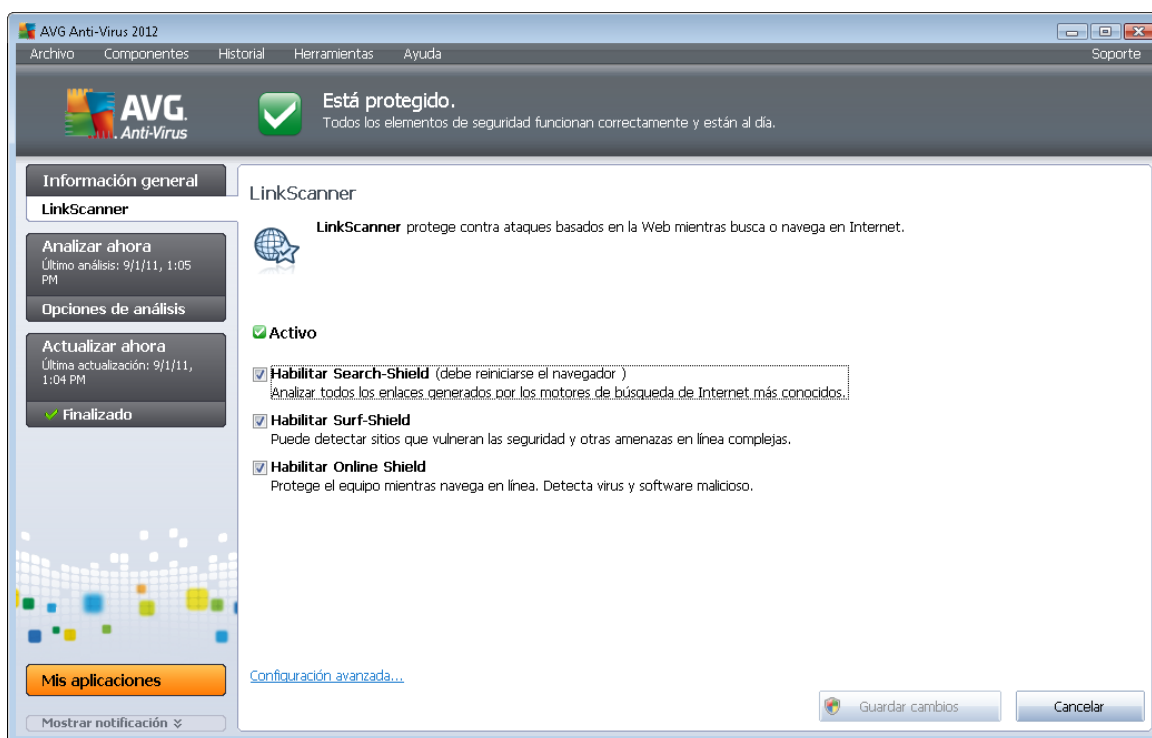 AVG Anti-Virus 2012
Archivo Componentes Historial Herramientas Ayuda Soporte
AVG.
Anti-Virus
Está protegido.
Todos los elementos de seguridad funcionan correctamente y están al día.
Información general
LinkScanner
Analizar ahora
Último análisis: 9/1/11, 1:05
PM
Opciones de análisis
Actualizar ahora
Última actualización: 9/1/11,
1:04 PM
Finalizado
Mis aplicaciones
Mostrar notificación
LinkScanner
LinkScanner protege contra ataques basados en la Web mientras busca o navega en Internet.
Activo
Habilitar Search-Shield (debe reiniciarse el navegador )
Analizar todos los enlaces generados por los motores de búsqueda de Internet más conocidos.
Habilitar Surf-Shield
Puede detectar sitios que vulneran las seguridad y otras amenazas en línea complejas.
Habilitar Online Shield
Protege el equipo mientras navega en línea. Detecta virus y software malicioso.
Configuración avanzada...
Guardar cambios
Cancelar